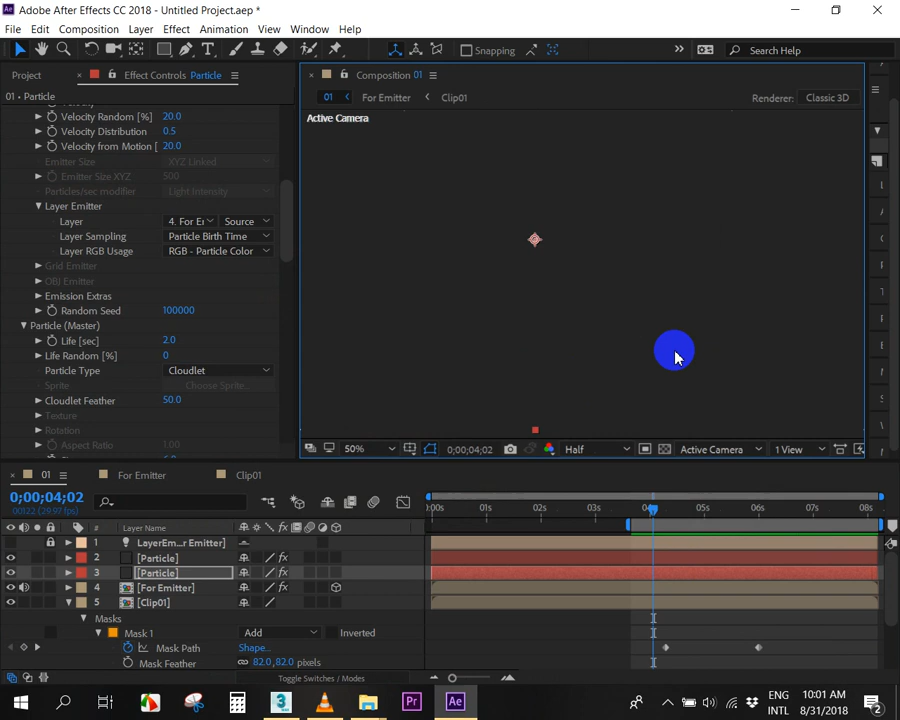 Adobe After Effects CC 2018 - Untitled Project.aep *
File Edit Composition Layer Effect Animation View Window Help
Snapping Search Help
Project Effect Controls Particle Composition 01
01 • Particle
01 For Emitter Clip01 Renderer: Classic 3D
Active Camera
Velocity Random [%] 20.0
Velocity Distribution 0.5
Velocity from Motion [ 20.0
Emitter Size XYZ Linked
Emitter Size XYZ 500
Particles/sec modifier Light Intensity
Layer Emitter
Layer 4. For Er Source
Layer Sampling Particle Birth Time
Layer RGB Usage RGB - Particle Color
Grid Emitter
OBJ Emitter
Emission Extras
Random Seed 100000
Particle (Master)
Life [sec] 2.0
Life Random [%] 0
Particle Type Cloudlet
Sprite Choose Sprite...
Cloudlet Feather 50.0
Texture
Rotation
Aspect Ratio 1.00
50% 0;00;04;02 Half Active Camera 1 View
01 For Emitter Clip01
0;00;04;02
00122 (29.97 fps)
:00s 01s 02s 03s 04s 05s 06s 07s 08s
# Layer Name
1 LayerEm...r Emitter]
2 [Particle]
3 [Particle]
4 [For Emitter]
5 [Clip01]
Masks
Mask 1 Add Inverted
Mask Path Shape...
Mask Feather 82.0,82.0 pixels
Toggle Switches / Modes
ENG 10:01 AM
INTL 8/31/2018